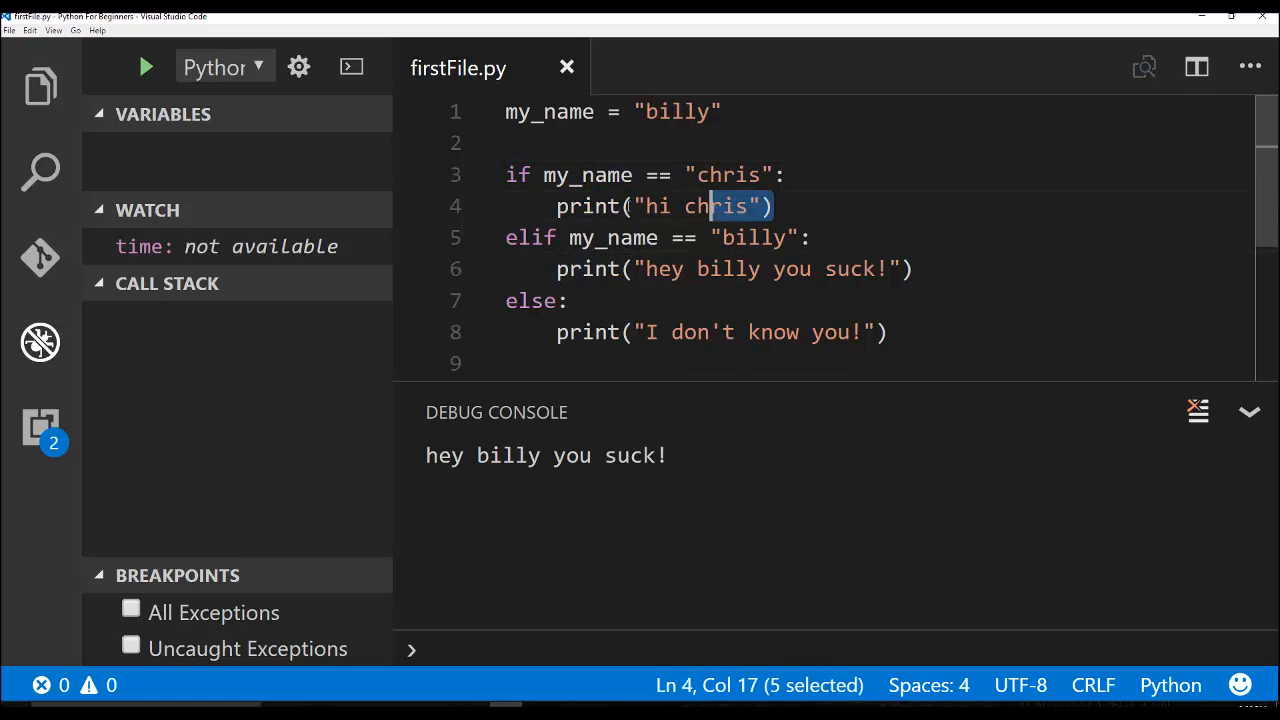 firstFile.py - Python For Beginners - Visual Studio Code
File Edit View Go Help
Python
firstFile.py
VARIABLES
WATCH
time: not available
CALL STACK
BREAKPOINTS
All Exceptions
Uncaught Exceptions
2
1 my_name = "billy"
2
3 if my_name == "chris":
4 print("hi chris")
5 elif my_name == "billy":
6 print("hey billy you suck!")
7 else:
8 print("I don't know you!")
9
DEBUG CONSOLE
hey billy you suck!
0 0 Ln 4, Col 17 (5 selected) Spaces: 4 UTF-8 CRLF Python